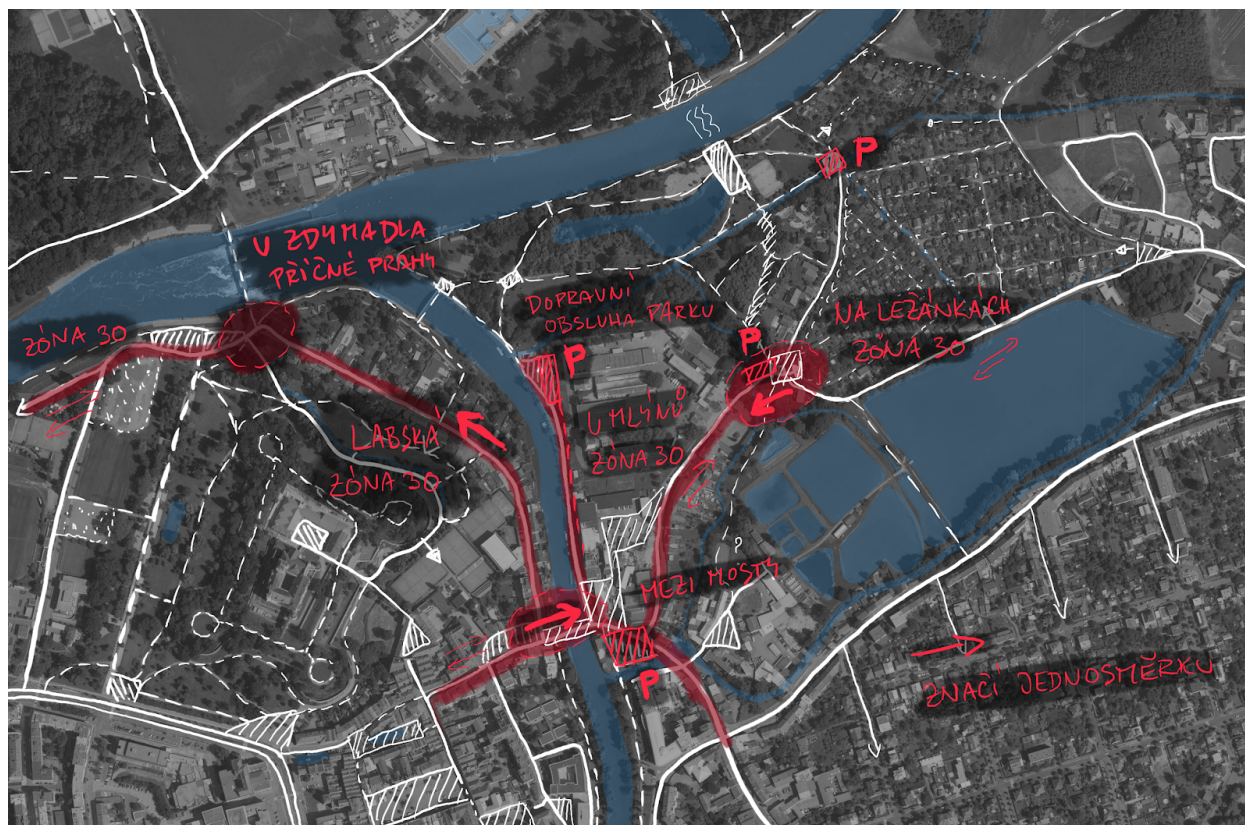 U ZDYMADLA
PŘÍČNÉ PRAHY
ZÓNA 30
DOPRAVNÍ
OBSLUHA PARKU
P
P
P
NA LEŽÁNKÁCH
ZÓNA 30
U MLÝNŮ
ZÓNA 30
LABSKÁ
ZÓNA 30
?
MEZI MOSTY
P
ZNAČÍ JEDNOSMĚRKU